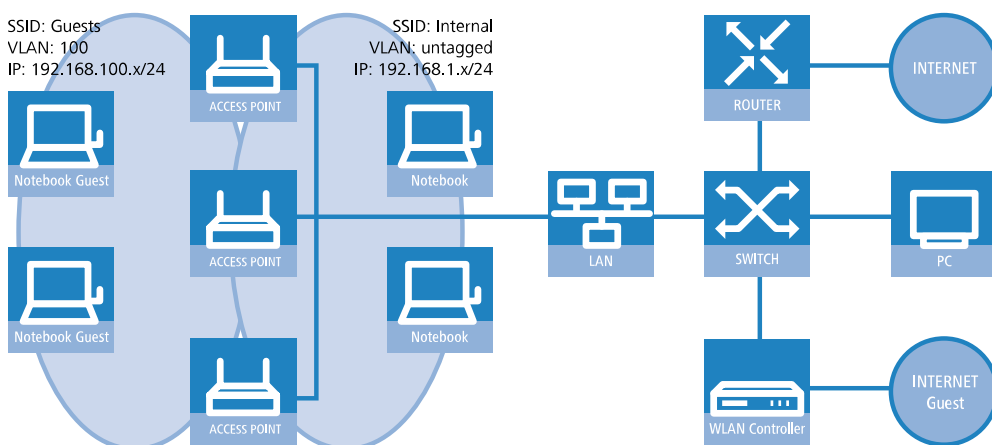 SSID: Guests
VLAN: 100
IP: 192.168.100.x/24
SSID: Internal
VLAN: untagged
IP: 192.168.1.x/24
ACCESS POINT
ROUTER
INTERNET
Notebook Guest
Notebook
ACCESS POINT
LAN
SWITCH
PC
Notebook Guest
Notebook
ACCESS POINT
WLAN Controller
INTERNET
Guest